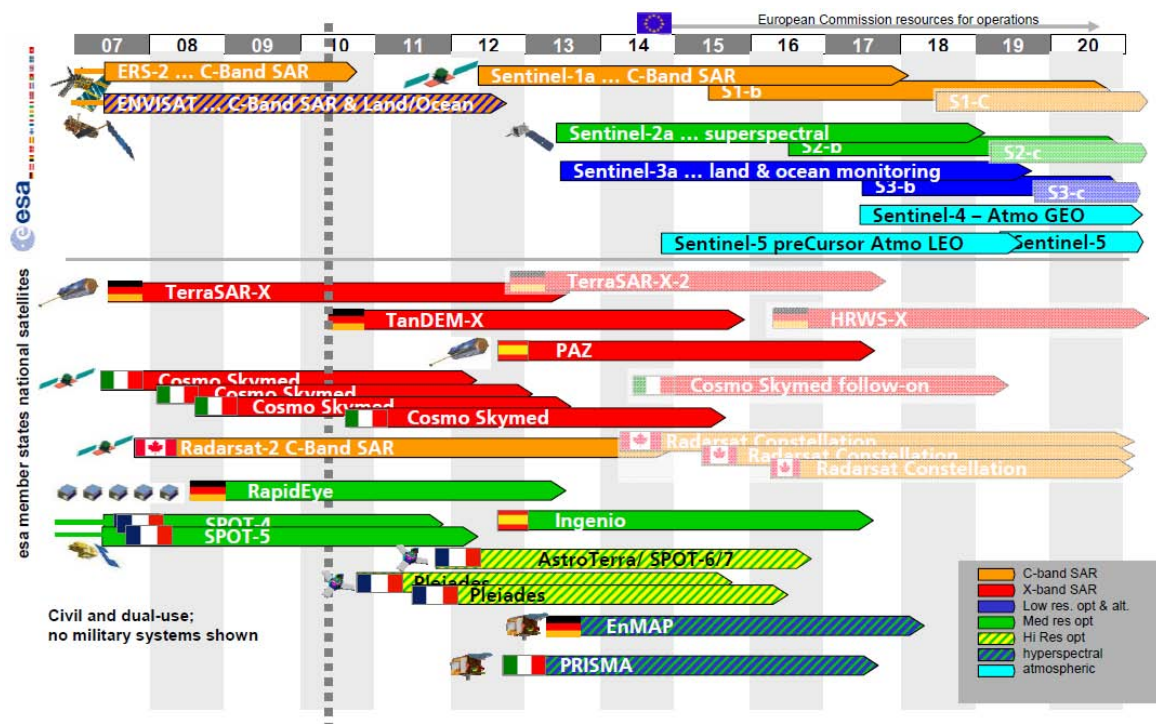 European Commission resources for operations
07 08 09 10 11 12 13 14 15 16 17 18 19 20
ERS-2 ... C-Band SAR
Sentinel-1a ... C-Band SAR
S1-b
ENVISAT ... C-Band SAR & Land/Ocean
S1-C
Sentinel-2a ... superspectral
S2-b
S2-c
Sentinel-3a ... land & ocean monitoring
S3-b
S3-c
Sentinel-4 – Atmo GEO
Sentinel-5 preCursor Atmo LEO
Sentinel-5
esa
esa member states national satellites
TerraSAR-X-2
TerraSAR-X
TanDEM-X
HRWS-X
PAZ
Cosmo Skymed
Cosmo Skymed
Cosmo Skymed
Cosmo Skymed
Cosmo Skymed follow-on
Radarsat-2 C-Band SAR
Radarsat Constellation
Radarsat Constellation
Radarsat Constellation
RapidEye
SPOT-4
SPOT-5
Ingenio
AstroTerra/ SPOT-6/7
Pleiades
Pleiades
EnMAP
PRISMA
Civil and dual-use;
no military systems shown
C-band SAR
X-band SAR
Low res. opt & alt.
Med res opt
Hi Res opt
hyperspectral
atmospheric